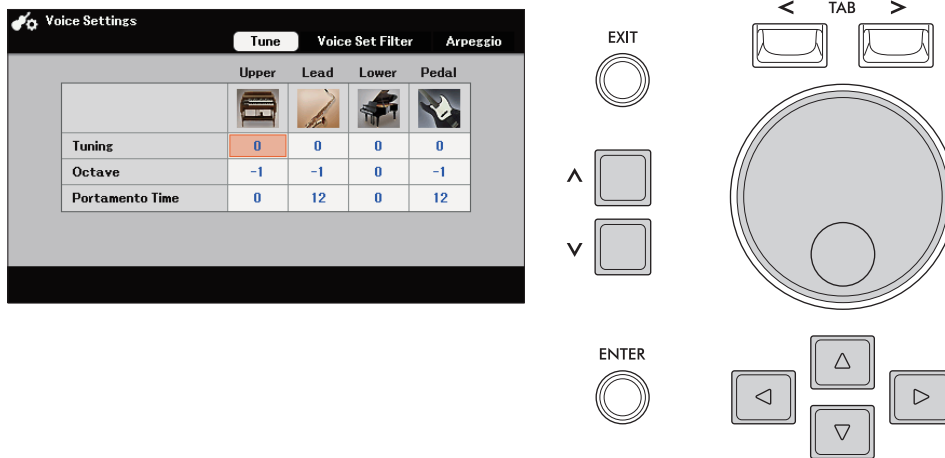 Voice Settings
Tune Voice Set Filter Arpeggio
Upper Lead Lower Pedal
Tuning 0 0 0 0
Octave -1 -1 0 -1
Portamento Time 0 12 0 12
EXIT
ENTER
< TAB >